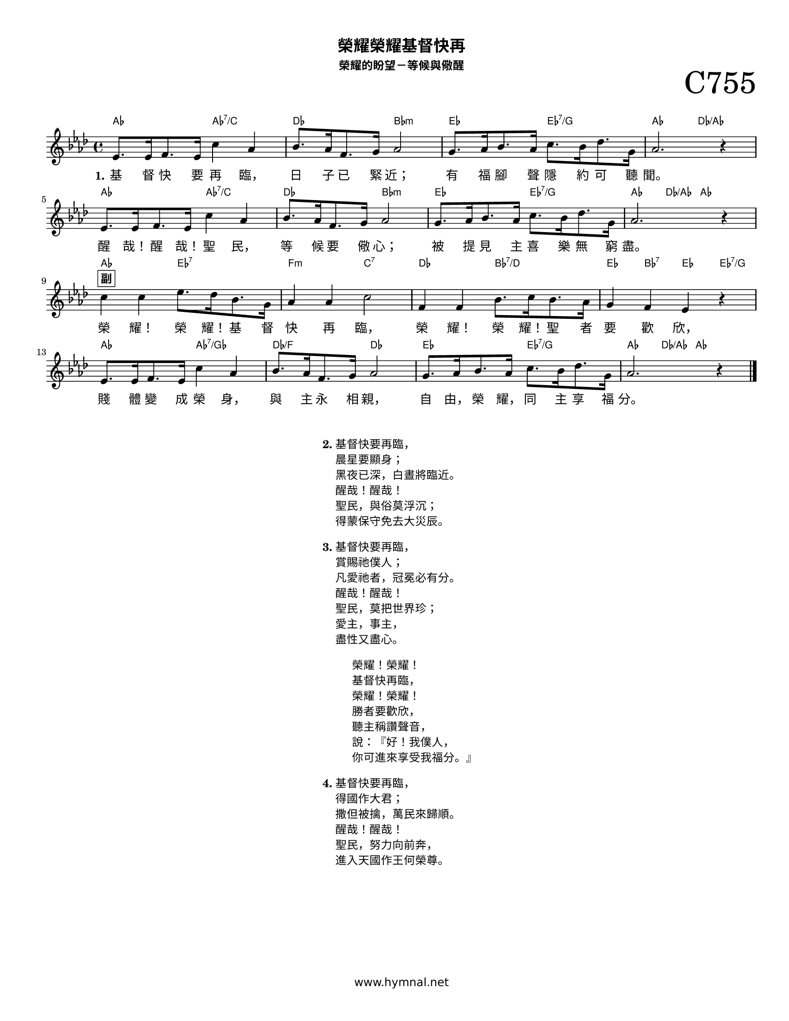 榮耀榮耀基督快再
榮耀的盼望－等候與儆醒
C755
A♭ A♭7/C D♭ B♭m E♭ E♭7/G A♭ D♭/A♭
1. 基 督 快 要 再 臨， 日 子 已 緊 近； 有 福 腳 聲 隱 約 可 聽 聞。
5 A♭ A♭7/C D♭ B♭m E♭ E♭7/G A♭ D♭/A♭ A♭
醒 哉！ 醒 哉！ 聖 民， 等 候 要 儆 心； 被 提 見 主 喜 樂 無 窮 盡。
9 A♭ E♭7 Fm C7 D♭ B♭7/D E♭ B♭7 E♭ E♭7/G
副
榮 耀！ 榮 耀！ 基 督 快 再 臨， 榮 耀！ 榮 耀！ 聖 者 要 歡 欣，
13 A♭ A♭7/G♭ D♭/F D♭ E♭ E♭7/G A♭ D♭/A♭ A♭
賤 體 變 成 榮 身， 與 主 永 相 親， 自 由， 榮 耀， 同 主 享 福 分。
2. 基督快要再臨，
晨星要顯身；
黑夜已深，白晝將臨近。
醒哉！醒哉！
聖民，與俗莫浮沉；
得蒙保守免去大災辰。
3. 基督快要再臨，
賞賜祂僕人；
凡愛祂者，冠冕必有分。
醒哉！醒哉！
聖民，莫把世界珍；
愛主，事主，
盡性又盡心。
榮耀！榮耀！
基督快再臨，
榮耀！榮耀！
勝者要歡欣，
聽主稱讚聲音，
說：『好！我僕人，
你可進來享受我福分。』
4. 基督快要再臨，
得國作大君；
撒但被擒，萬民來歸順。
醒哉！醒哉！
聖民，努力向前奔，
進入天國作王何榮尊。
www.hymnal.net